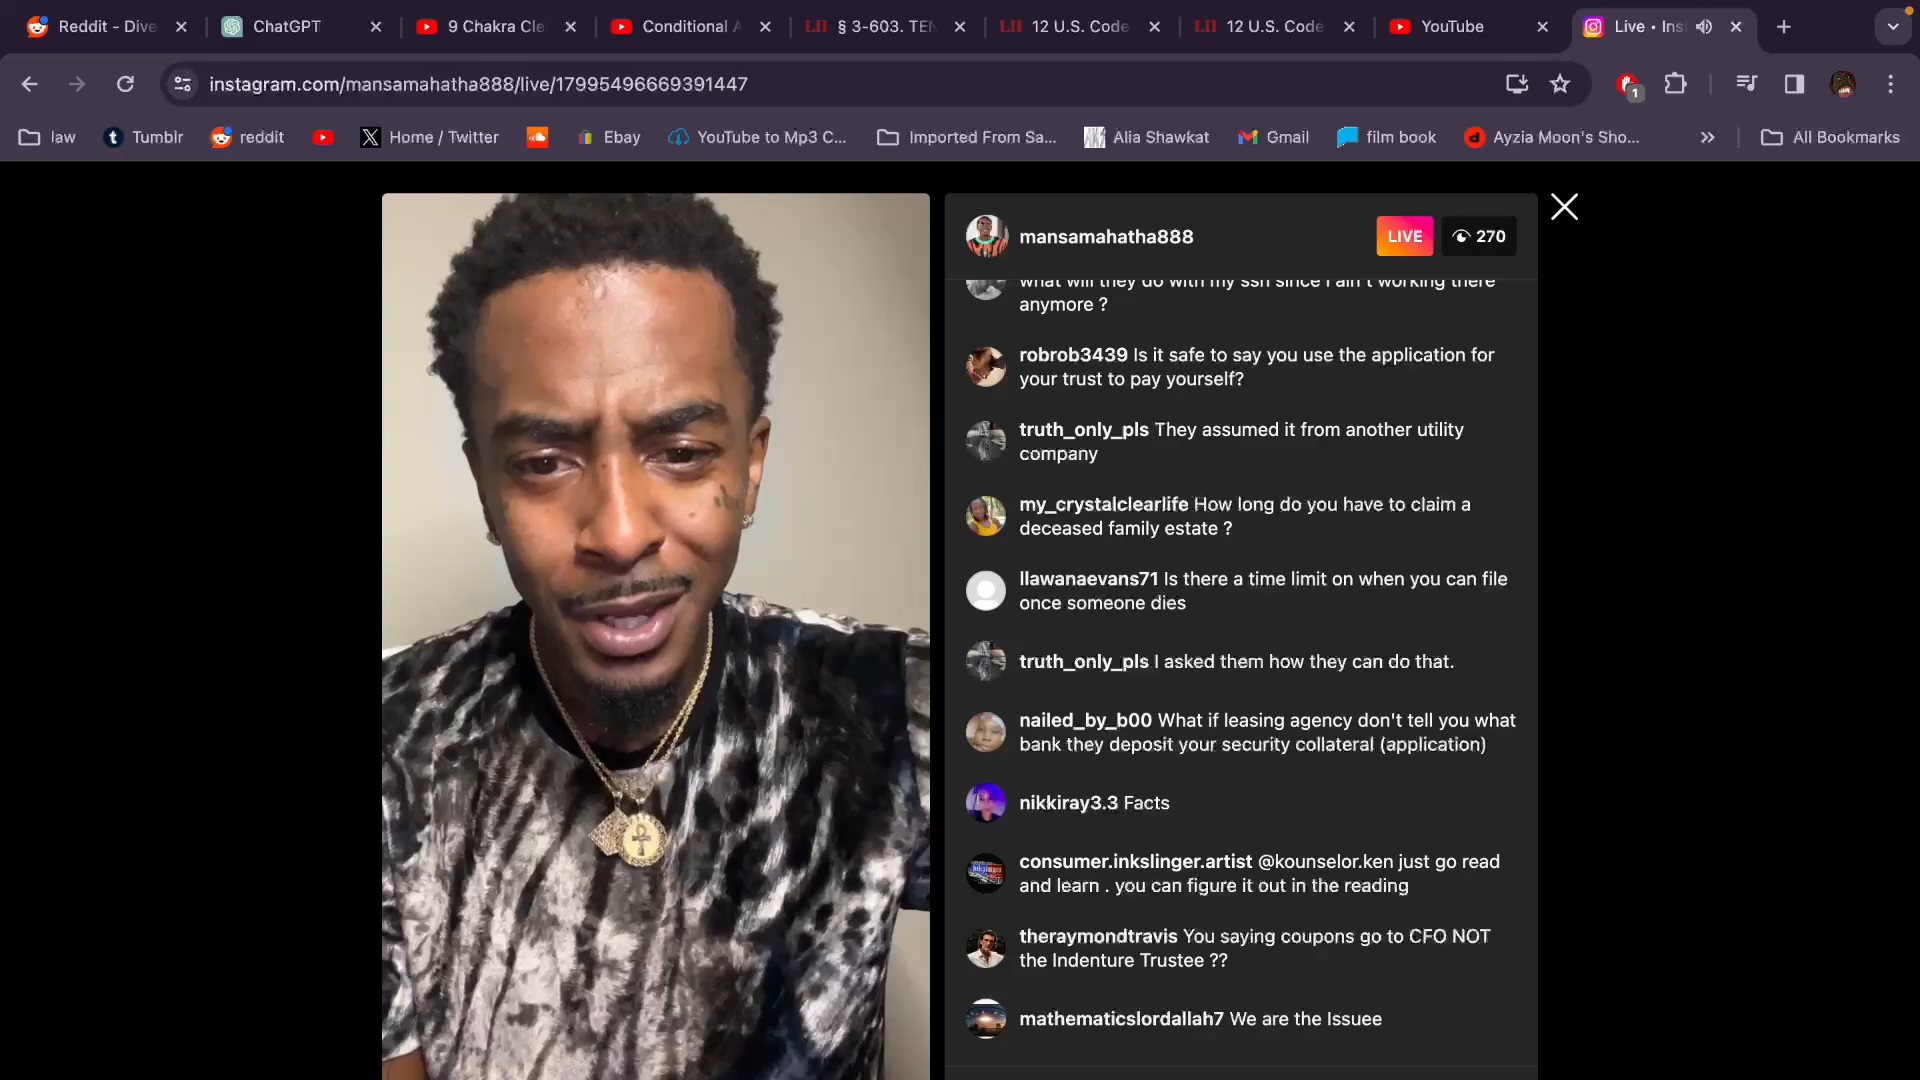 Reddit - Dive
ChatGPT
9 Chakra Cle
Conditional A
LII § 3-603. TEN
LII 12 U.S. Code
LII 12 U.S. Code
YouTube
Live • Ins
instagram.com/mansamahatha888/live/17995496669391447
1
law
Tumblr
reddit
Home / Twitter
Ebay
YouTube to Mp3 C...
Imported From Sa...
Alia Shawkat
Gmail
film book
Ayzia Moon's Sho...
All Bookmarks
mansamahatha888
LIVE
270
what will they do with my ssn since I ain't working there
anymore ?
robrob3439 Is it safe to say you use the application for
your trust to pay yourself?
truth_only_pls They assumed it from another utility
company
my_crystalclearlife How long do you have to claim a
deceased family estate ?
llawanaevans71 Is there a time limit on when you can file
once someone dies
truth_only_pls I asked them how they can do that.
nailed_by_b00 What if leasing agency don't tell you what
bank they deposit your security collateral (application)
nikkiray3.3 Facts
consumer.inkslinger.artist @kounselor.ken just go read
and learn . you can figure it out in the reading
theraymondtravis You saying coupons go to CFO NOT
the Indenture Trustee ??
mathematicslordallah7 We are the Issuee